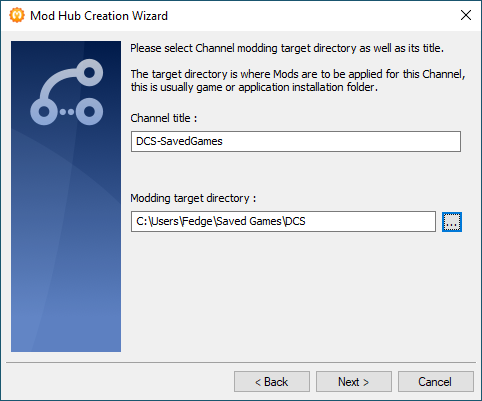 Mod Hub Creation Wizard
Please select Channel modding target directory as well as its title.
The target directory is where Mods are to be applied for this Channel,
this is usually game or application installation folder.
Channel title :
DCS-SavedGames
Modding target directory :
C:\Users\Fedge\Saved Games\DCS
...
< Back
Next >
Cancel